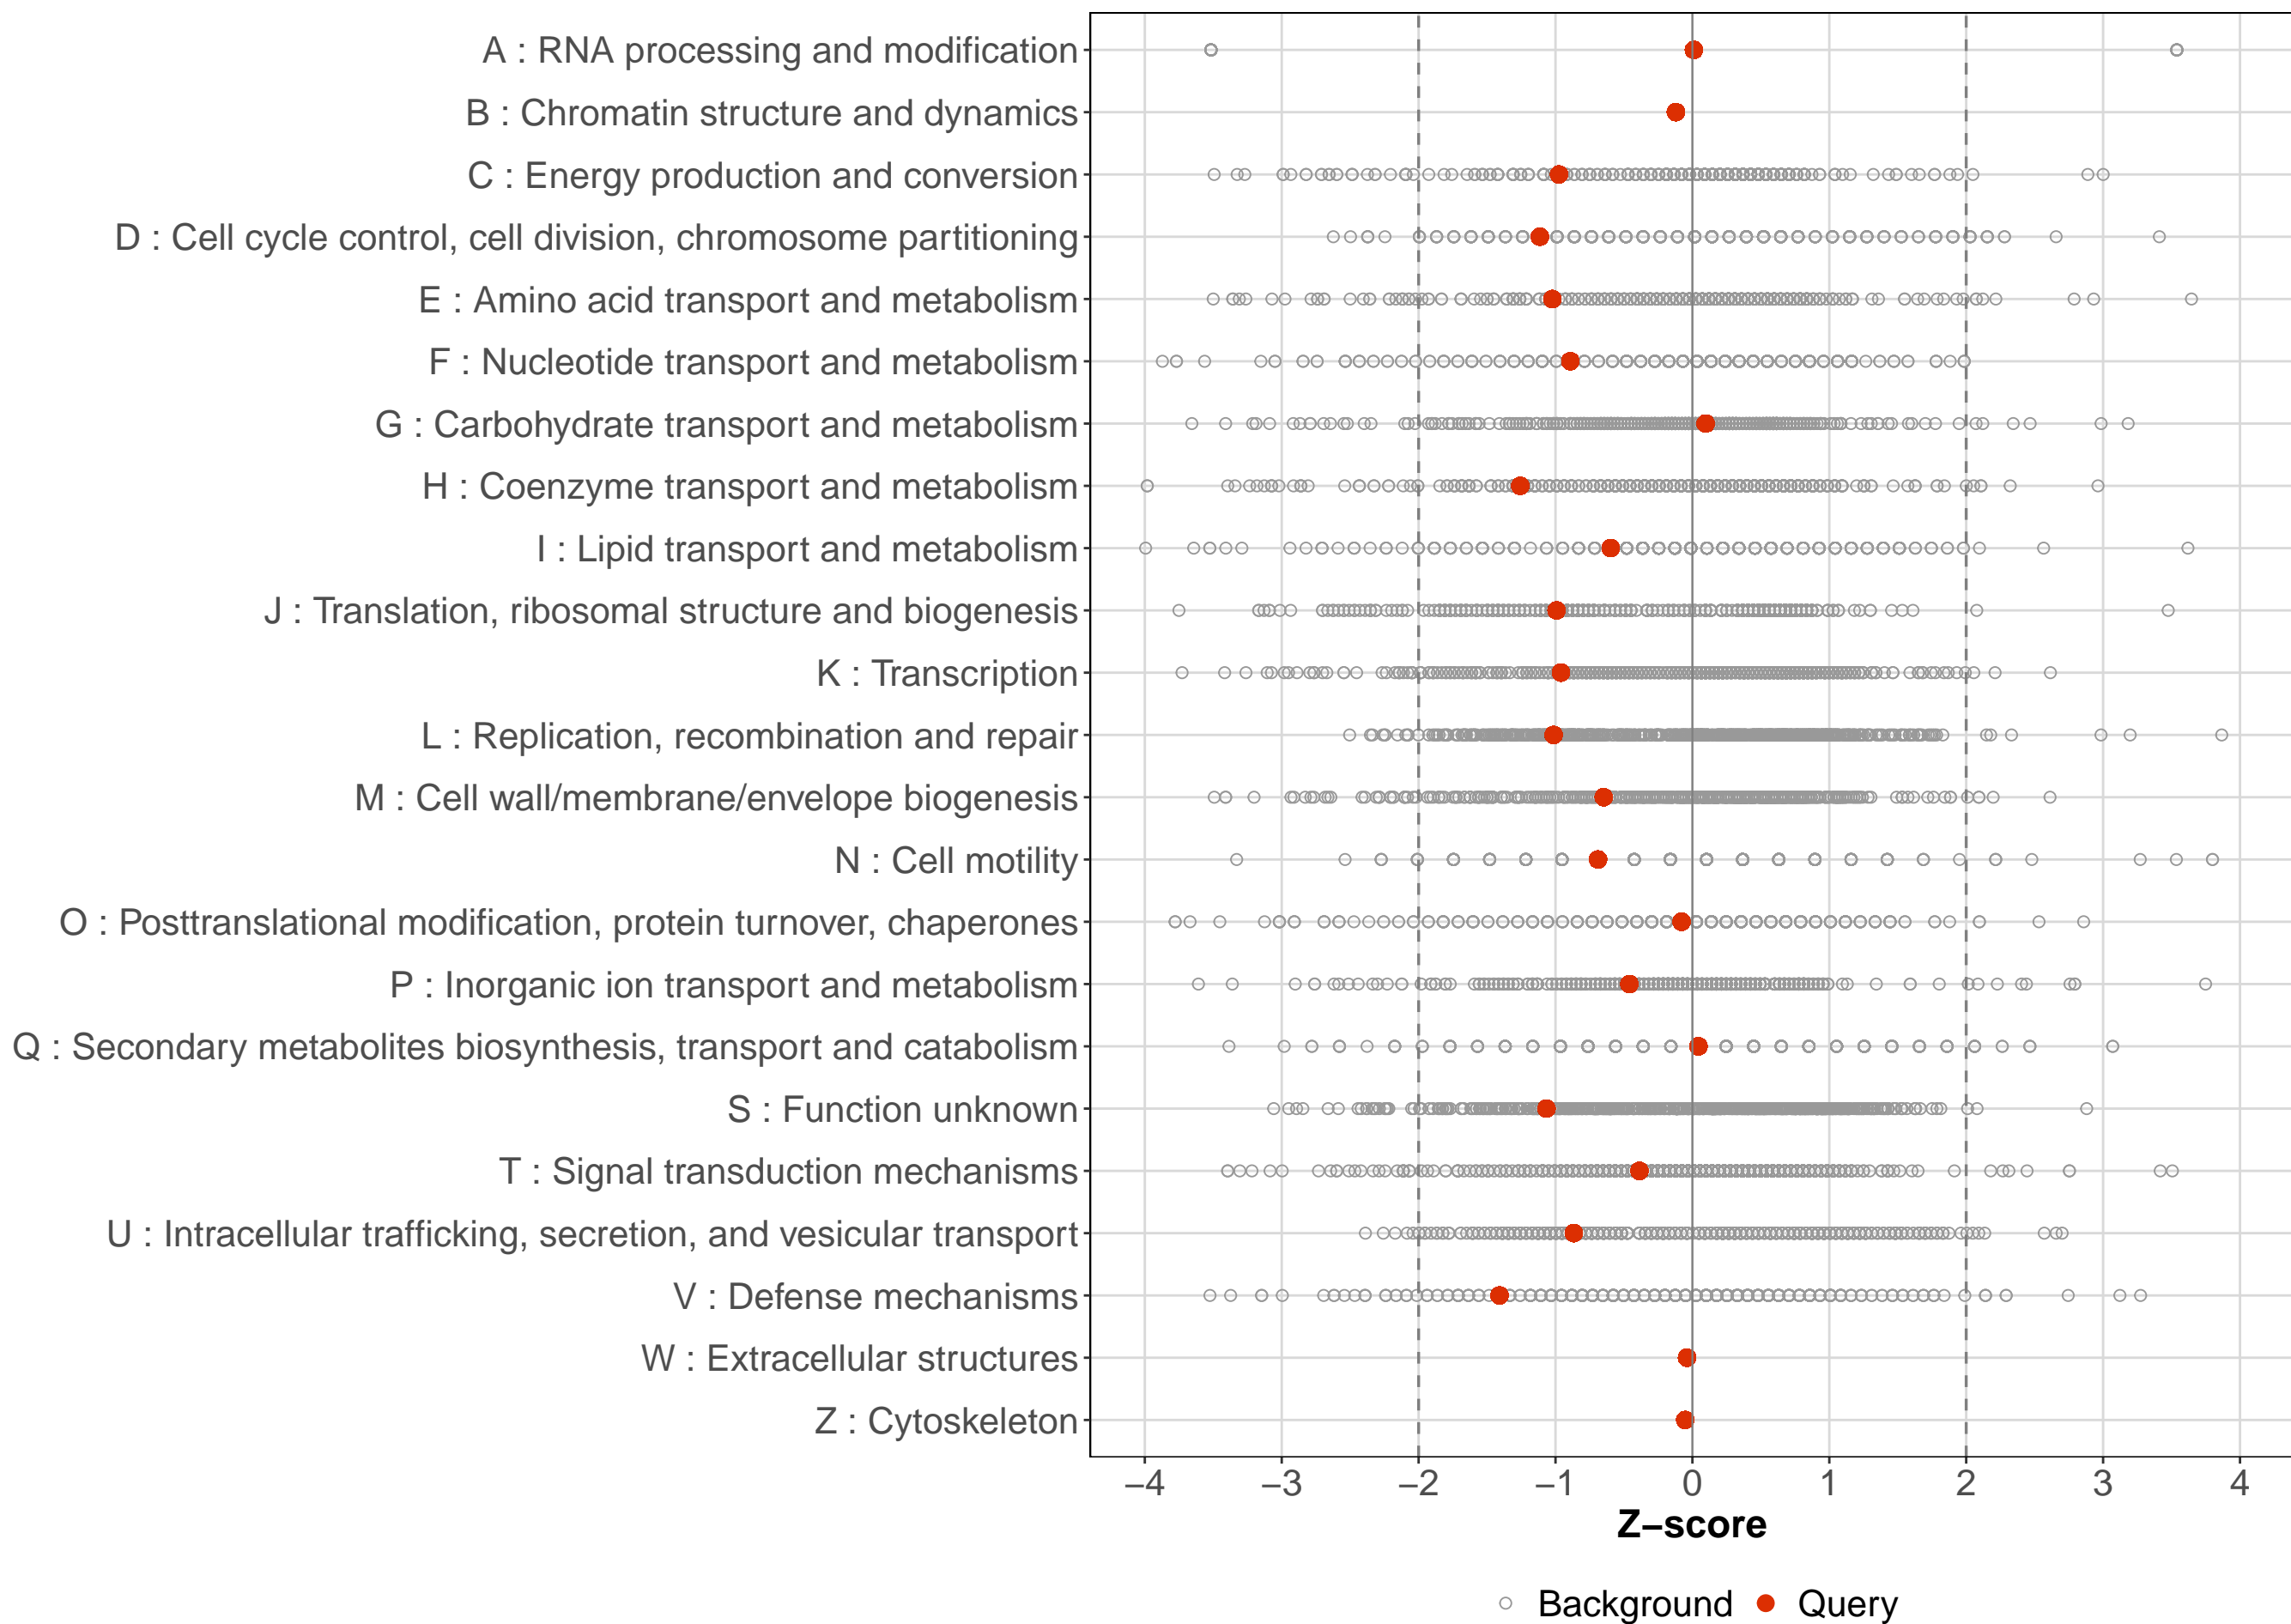 A : RNA processing and modification
B : Chromatin structure and dynamics
C : Energy production and conversion
D : Cell cycle control, cell division, chromosome partitioning
E : Amino acid transport and metabolism
F : Nucleotide transport and metabolism
G : Carbohydrate transport and metabolism
H : Coenzyme transport and metabolism
I : Lipid transport and metabolism
J : Translation, ribosomal structure and biogenesis
K : Transcription
L : Replication, recombination and repair
M : Cell wall/membrane/envelope biogenesis
N : Cell motility
O : Posttranslational modification, protein turnover, chaperones
P : Inorganic ion transport and metabolism
Q : Secondary metabolites biosynthesis, transport and catabolism
S : Function unknown
T : Signal transduction mechanisms
U : Intracellular trafficking, secretion, and vesicular transport
V : Defense mechanisms
W : Extracellular structures
Z : Cytoskeleton
−4 −3 −2 −1 0 1 2 3 4
Z−score
Background Query